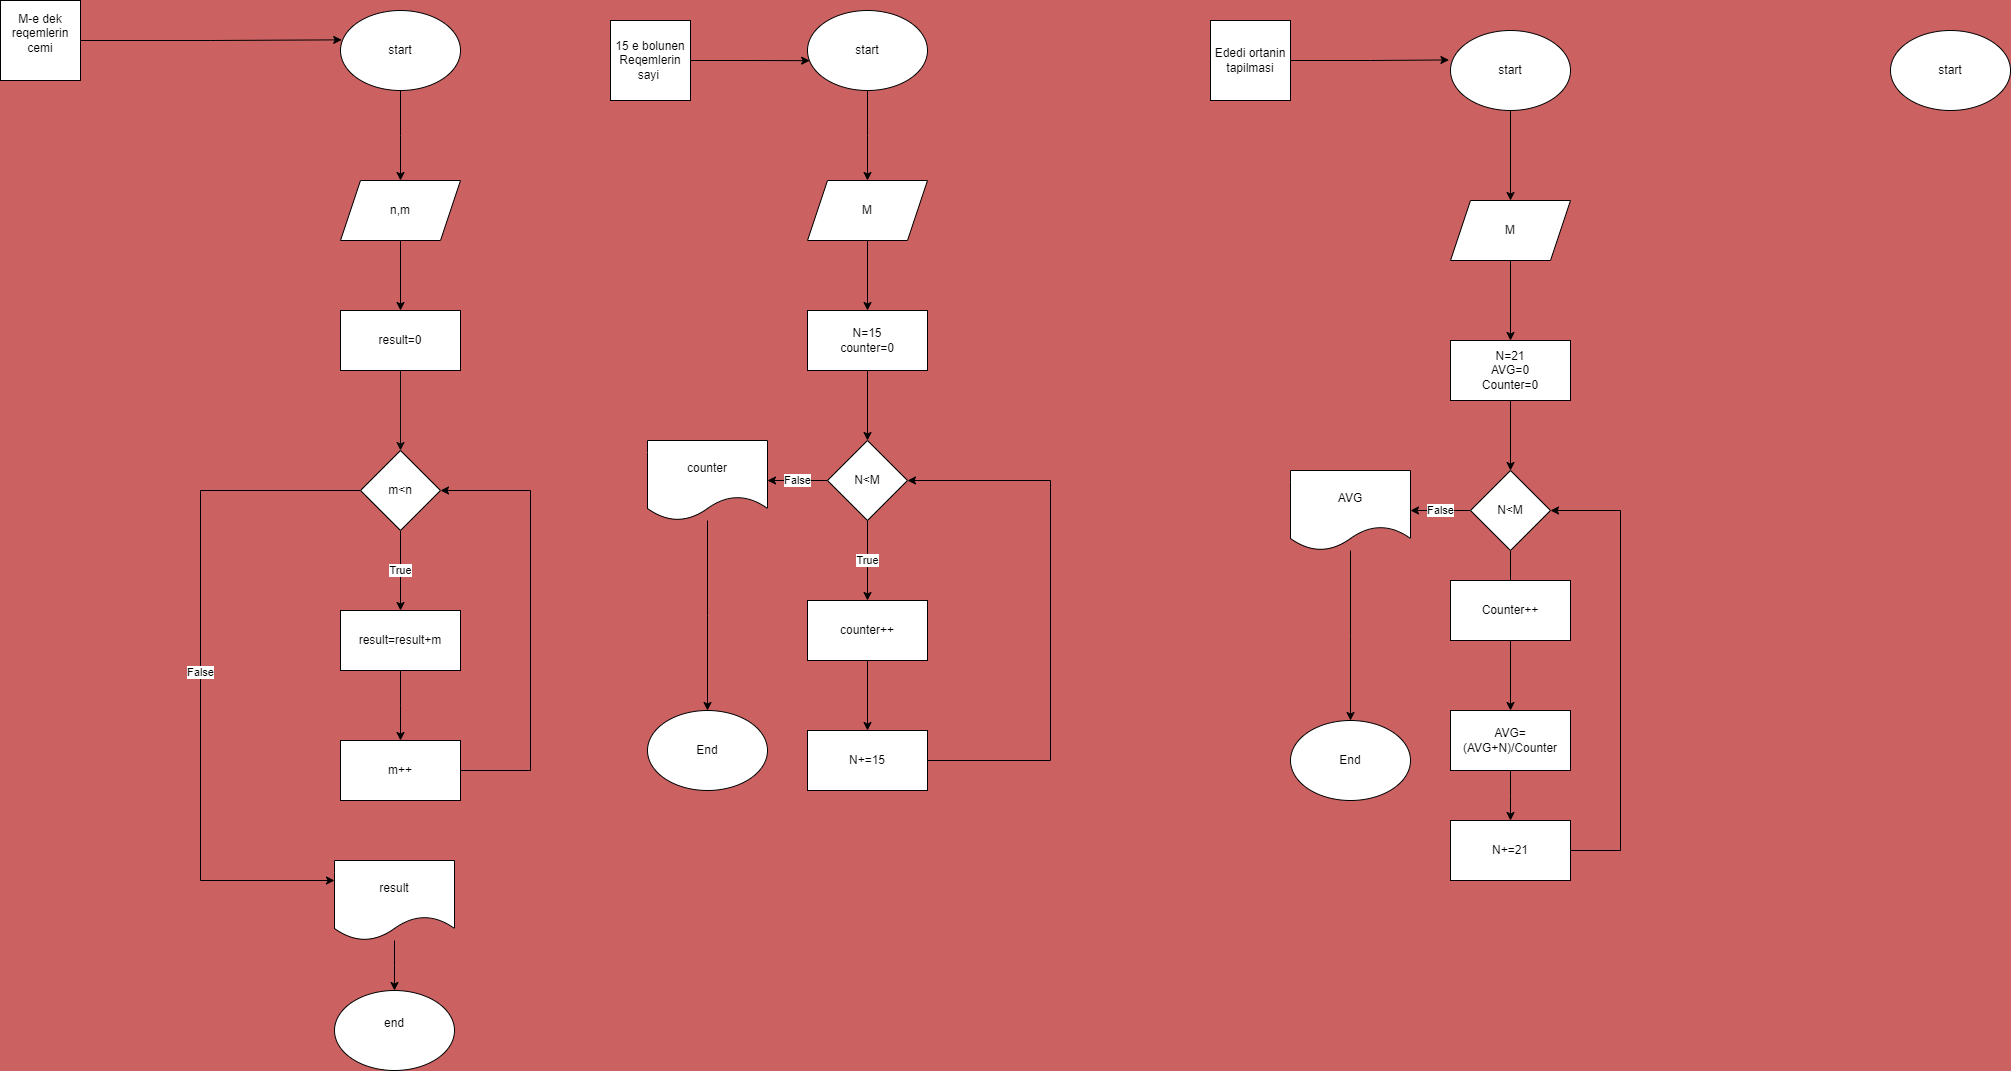 M-e dek
reqemlerin
cemi
start
n,m
result=0
m<n
True
result=result+m
m++
False
result
end
15 e bolunen
Reqemlerin
sayi
start
M
N=15
counter=0
N<M
False
counter
True
counter++
N+=15
End
Ededi ortanin
tapilmasi
start
M
N=21
AVG=0
Counter=0
N<M
False
AVG
Counter++
AVG=
(AVG+N)/Counter
N+=21
End
start